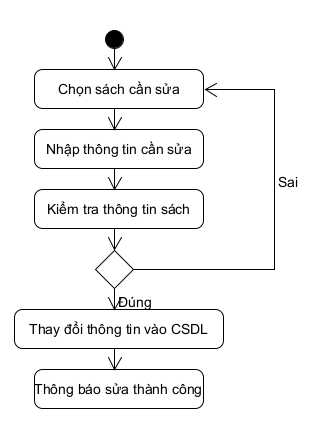 Chọn sách cần sửa
Nhập thông tin cần sửa
Kiểm tra thông tin sách
Sai
Đúng
Thay đổi thông tin vào CSDL
Thông báo sửa thành công